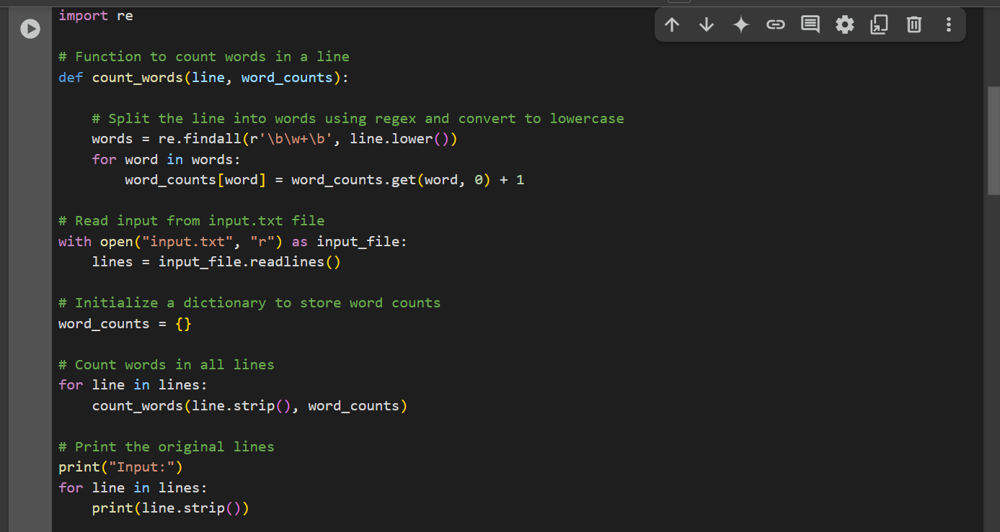 import re

# Function to count words in a line
def count_words(line, word_counts):

    # Split the line into words using regex and convert to lowercase
    words = re.findall(r'\b\w+\b', line.lower())
    for word in words:
        word_counts[word] = word_counts.get(word, 0) + 1

# Read input from input.txt file
with open("input.txt", "r") as input_file:
    lines = input_file.readlines()

# Initialize a dictionary to store word counts
word_counts = {}

# Count words in all lines
for line in lines:
    count_words(line.strip(), word_counts)

# Print the original lines
print("Input:")
for line in lines:
    print(line.strip())